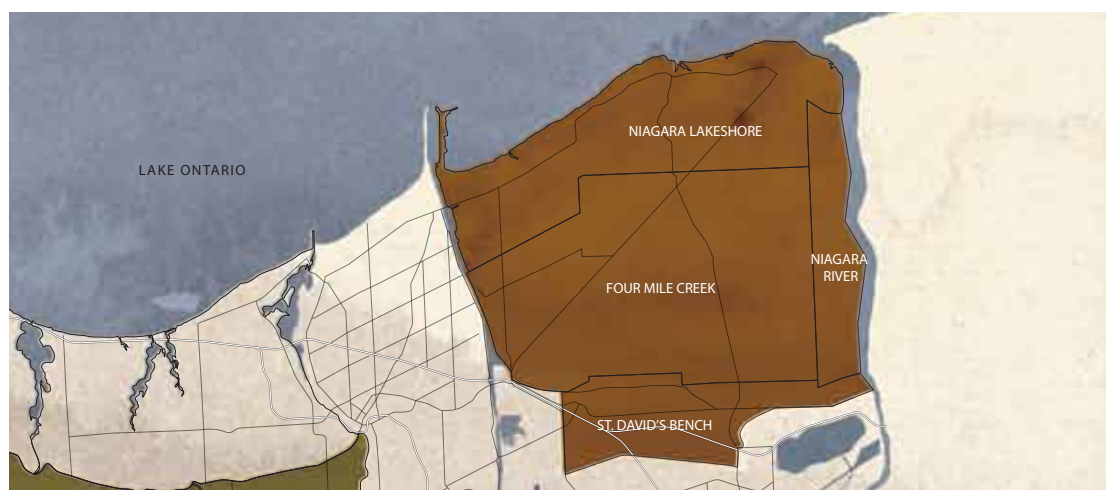 NIAGARA LAKESHORE
LAKE ONTARIO
NIAGARA
RIVER
FOUR MILE CREEK
ST. DAVID'S BENCH